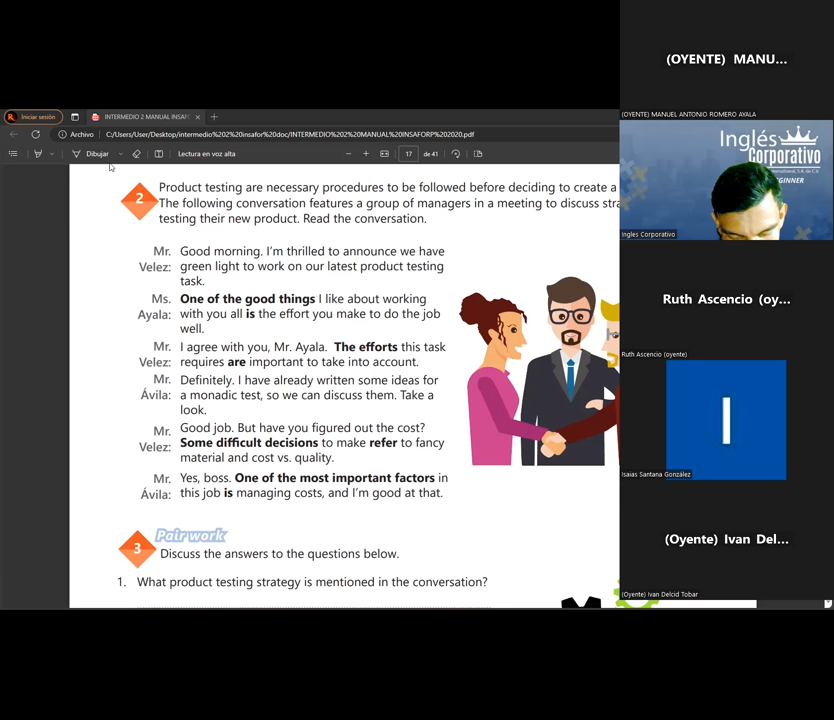 (OYENTE) MANU...
(OYENTE) MANUEL ANTONIO ROMERO AYALA
Iniciar sesión
INTERMEDIO 2 MANUAL INSAF
Archivo
C:/Users/User/Desktop/intermedio%202%20insafor%20doc/INTERMEDIO%202%20MANUAL%20INSAFORP%202020.pdf
Dibujar
Lectura en voz alta
17
de 41
Inglés
Corporativo
International, S.A. de C.V.
GINNER
Ingles Corporativo
2
Product testing are necessary procedures to be followed before deciding to create a
The following conversation features a group of managers in a meeting to discuss stra
testing their new product. Read the conversation.
Mr. Good morning. I'm thrilled to announce we have
Velez: green light to work on our latest product testing
task.
Ms. One of the good things I like about working
Ayala: with you all is the effort you make to do the job
well.
Mr. I agree with you, Mr. Ayala. The efforts this task
Velez: requires are important to take into account.
Mr. Definitely. I have already written some ideas for
Ávila: a monadic test, so we can discuss them. Take a
look.
Mr. Good job. But have you figured out the cost?
Velez: Some difficult decisions to make refer to fancy
material and cost vs. quality.
Mr. Yes, boss. One of the most important factors in
Ávila: this job is managing costs, and I'm good at that.
Ruth Ascencio (oy...
Ruth Ascencio (oyente)
I
Isaias Santana González
3
Pair work
Discuss the answers to the questions below.
1. What product testing strategy is mentioned in the conversation?
(Oyente) Ivan Del...
(Oyente) Ivan Delcid Tobar